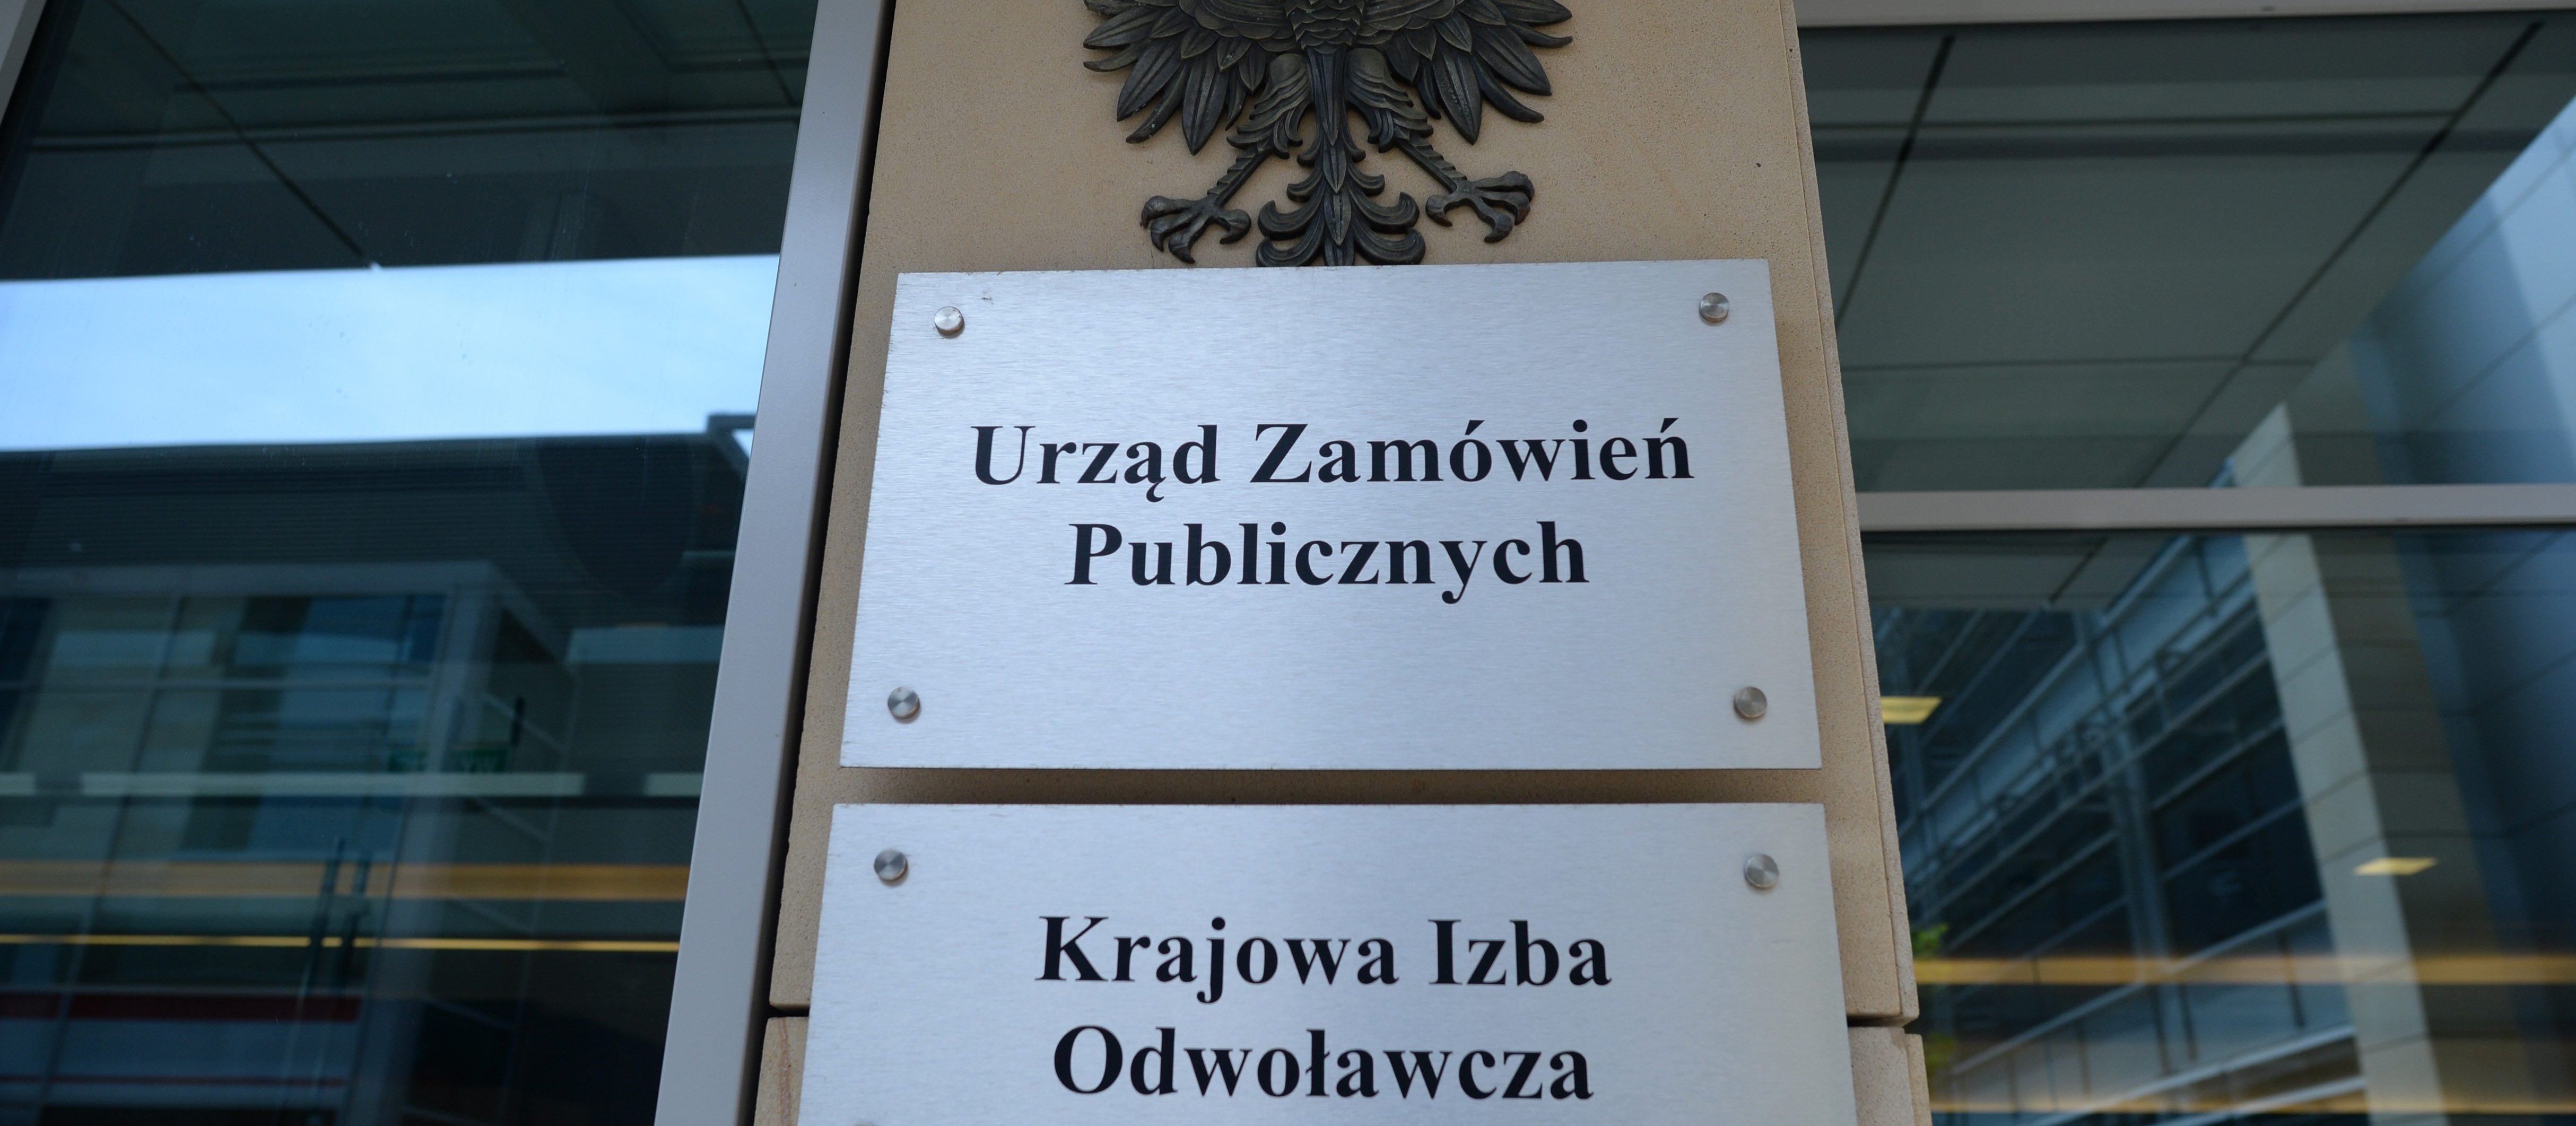 Urząd Zamówień
Publicznych
Krajowa Izba
Odwoławcza